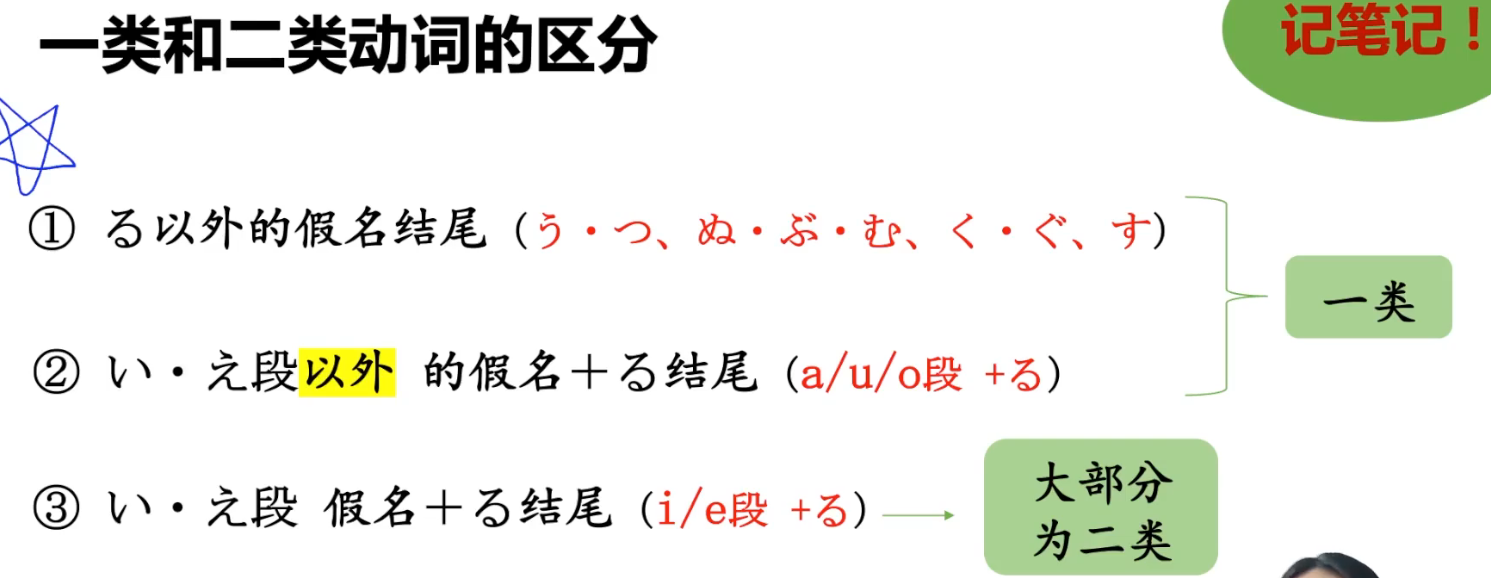 一类和二类动词的区分
记笔记！
① る以外的假名结尾（う・つ、ぬ・ぶ・む、く・ぐ、す）
一类
② い・え段以外 的假名＋る结尾（a/u/o段 +る）
③ い・え段 假名＋る结尾（i/e段 +る）
大部分
为二类